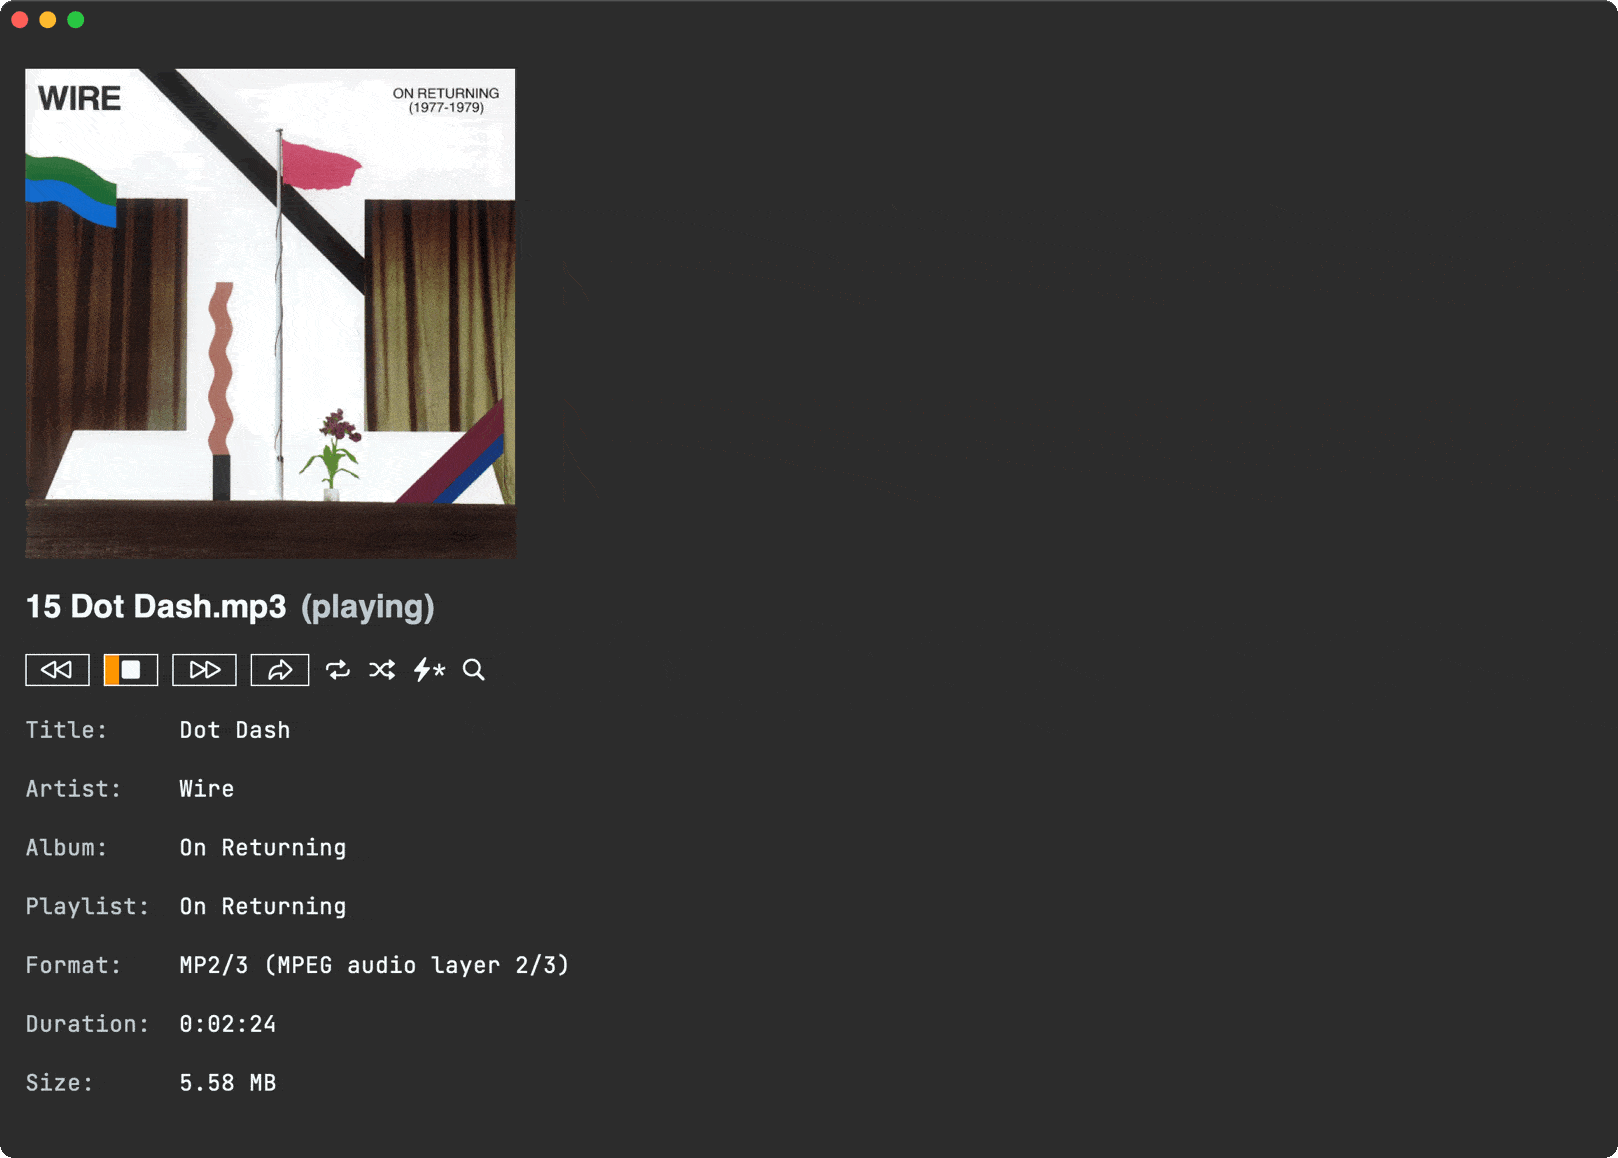 WIRE
ON RETURNING
(1977-1979)
15 Dot Dash.mp3 (playing)
Title: Dot Dash
Artist: Wire
Album: On Returning
Playlist: On Returning
Format: MP2/3 (MPEG audio layer 2/3)
Duration: 0:02:24
Size: 5.58 MB